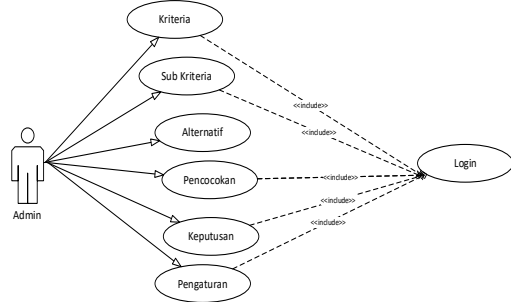 Kriteria
Sub Kriteria
<<include>>
<<include>>
Alternatif
Login
Pencocokan
<<include>>
Admin
<<include>>
<<include>>
Keputusan
Pengaturan